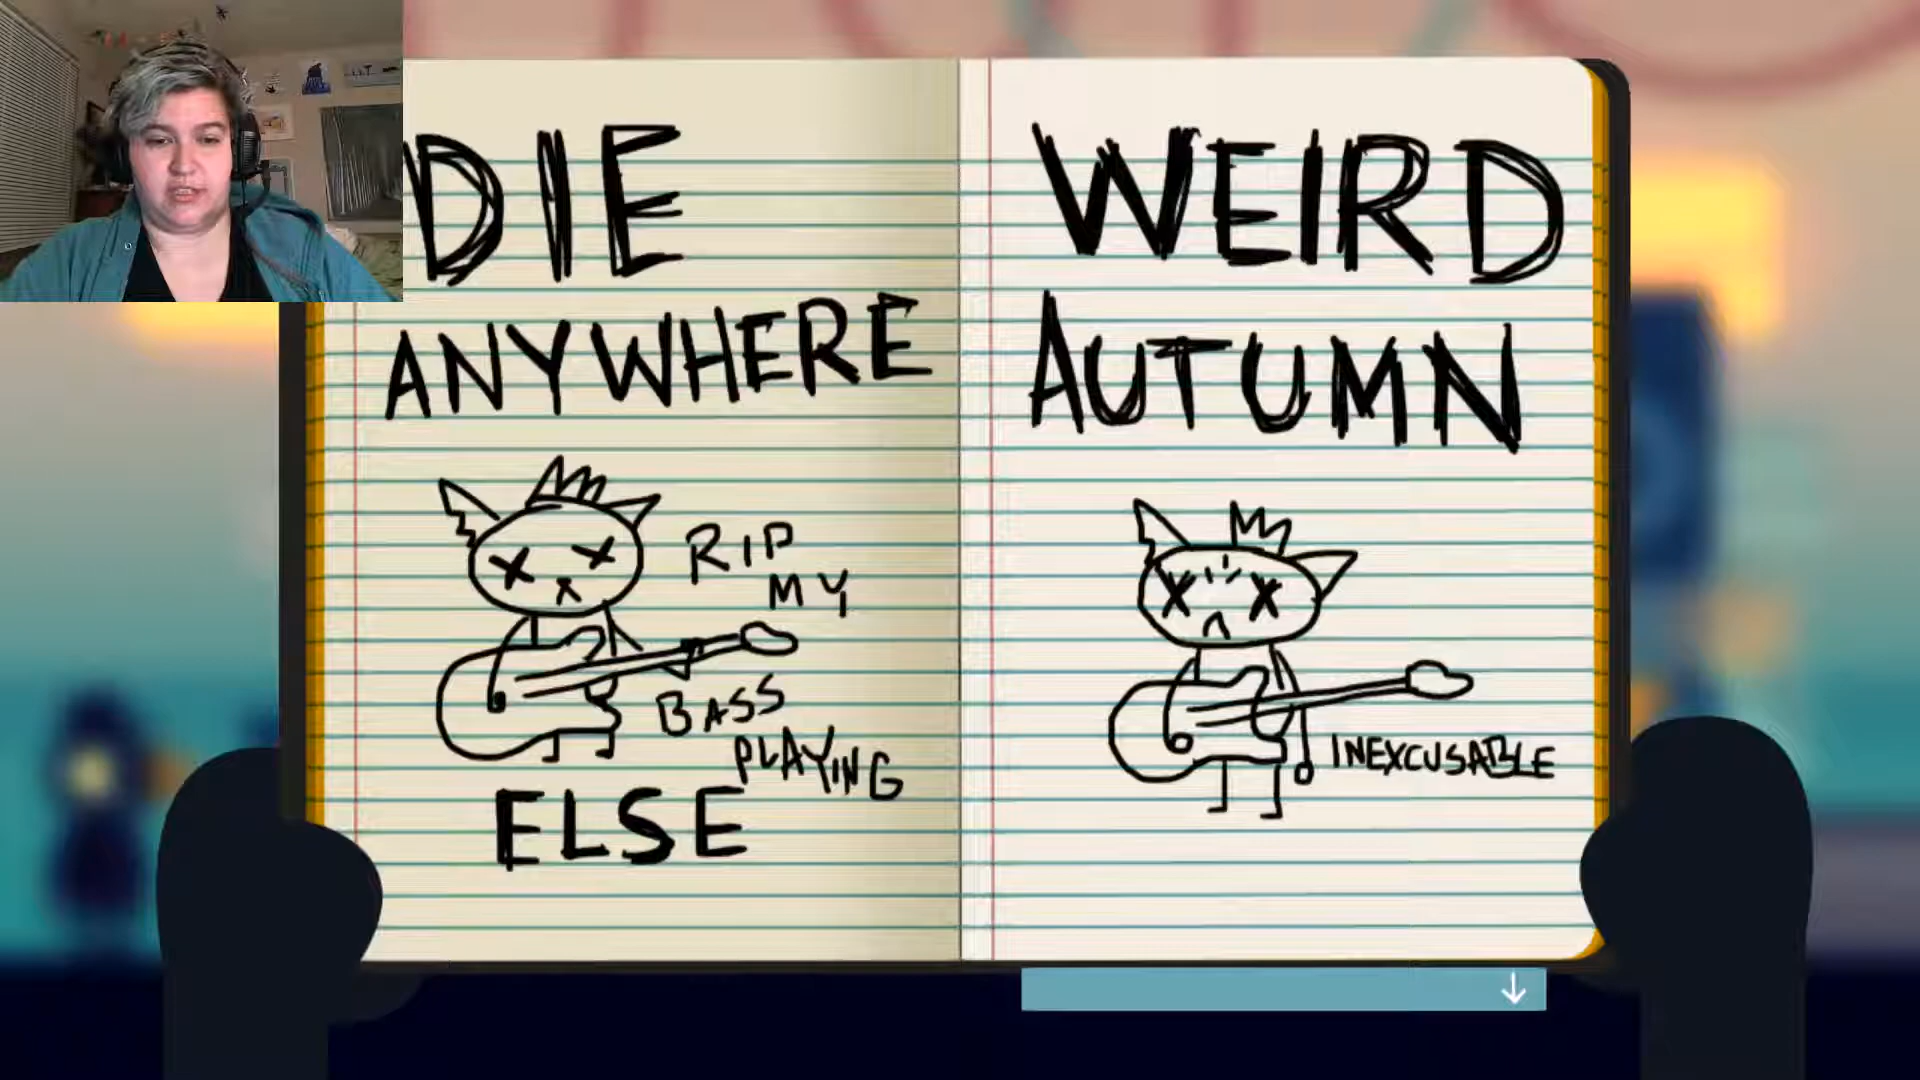 DIE
ANYWHERE
RIP
MY
BASS
PLAYING
ELSE
WEIRD
AUTUMN
INEXCUSABLE